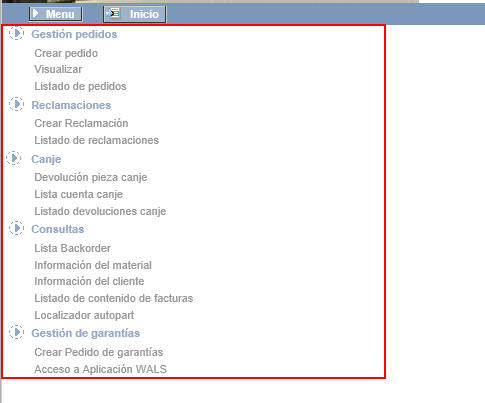 Menu Inicio
Gestión pedidos
Crear pedido
Visualizar
Listado de pedidos
Reclamaciones
Crear Reclamación
Listado de reclamaciones
Canje
Devolución pieza canje
Lista cuenta canje
Listado devoluciones canje
Consultas
Lista Backorder
Información del material
Información del cliente
Listado de contenido de facturas
Localizador autopart
Gestión de garantías
Crear Pedido de garantías
Acceso a Aplicación WALS